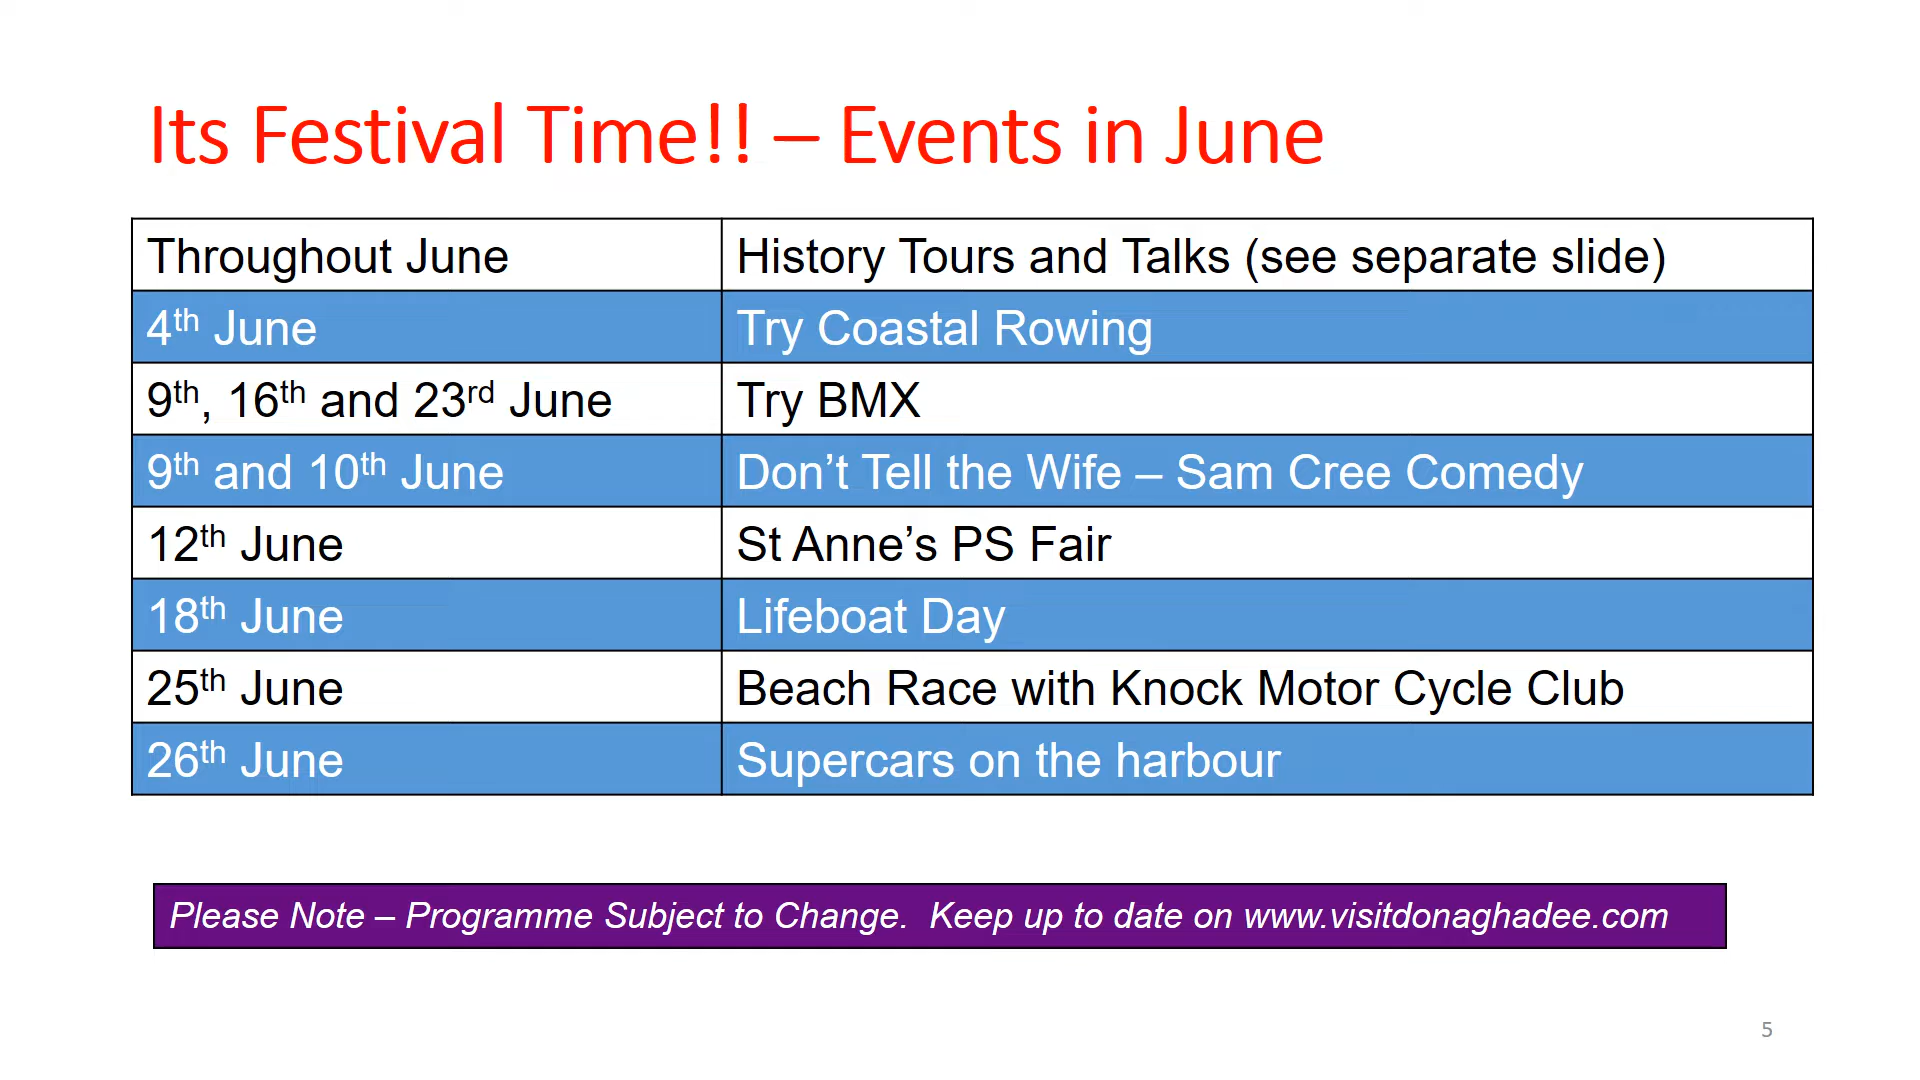 Its Festival Time!! – Events in June
Throughout June History Tours and Talks (see separate slide)
4th June Try Coastal Rowing
9th, 16th and 23rd June Try BMX
9th and 10th June Don’t Tell the Wife – Sam Cree Comedy
12th June St Anne’s PS Fair
18th June Lifeboat Day
25th June Beach Race with Knock Motor Cycle Club
26th June Supercars on the harbour
Please Note – Programme Subject to Change.  Keep up to date on www.visitdonaghadee.com
5